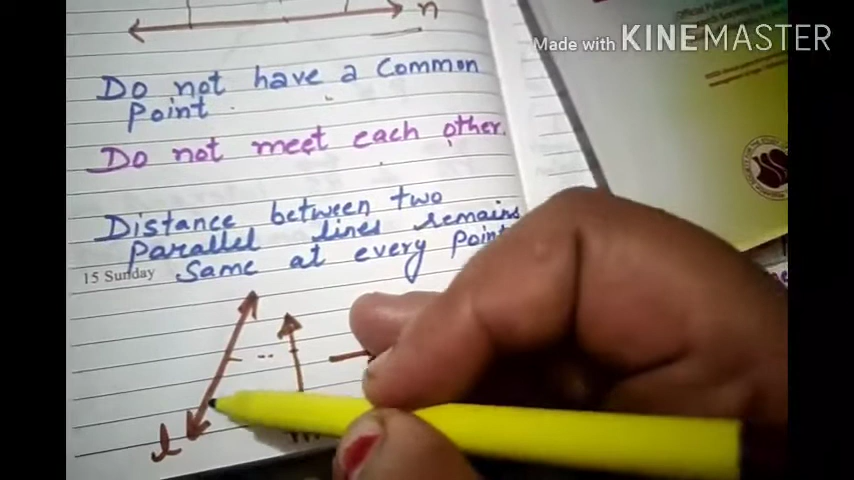 n
Made with KINEMASTER
Do not have a Common
Point
Do not meet each other.
Distance between two
parallel lines remains
same at every point
15 Sunday
l